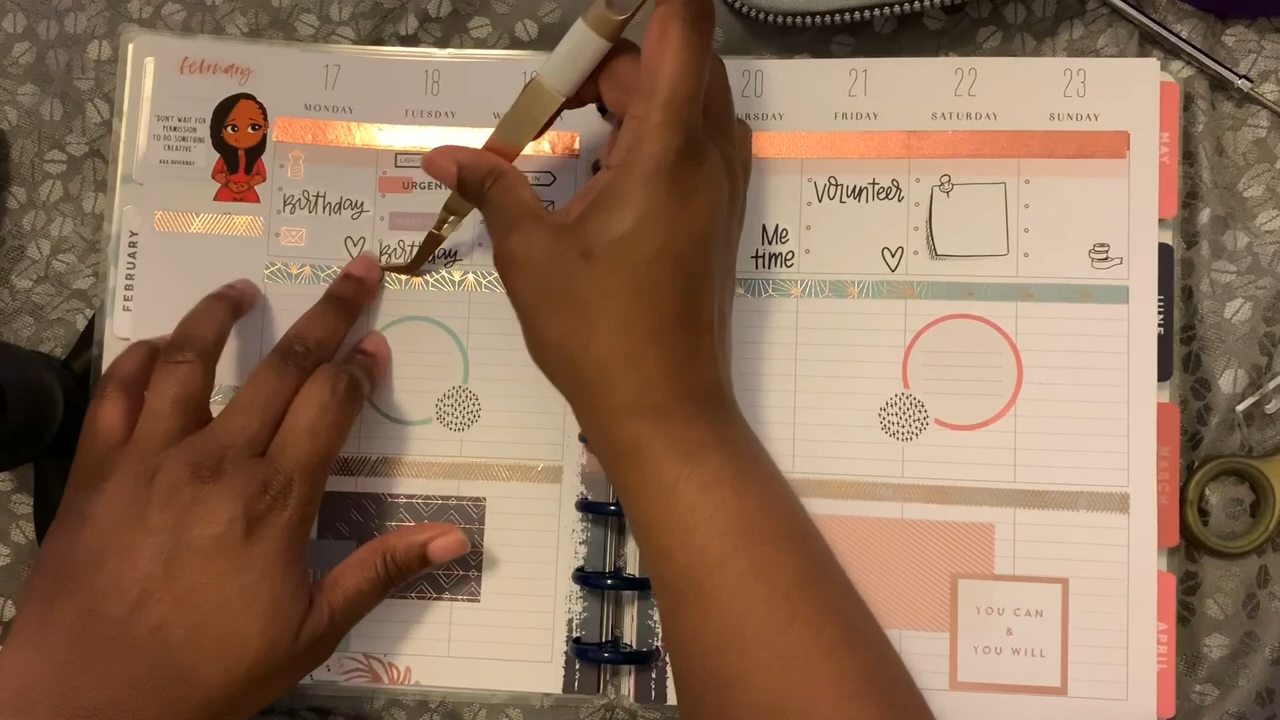 february
17
18
20
21
22
23
MONDAY
TUESDAY
FRIDAY
SATURDAY
SUNDAY
"DON'T WAIT FOR
PERMISSION
TO DO SOMETHING
CREATIVE"
AVA DUVERNAY
URGENT
IN
Birthday
Birthday
Me
time
Volunteer
FEBRUARY
MAY
JUNE
MARCH
APRIL
YOU CAN
&
YOU WILL